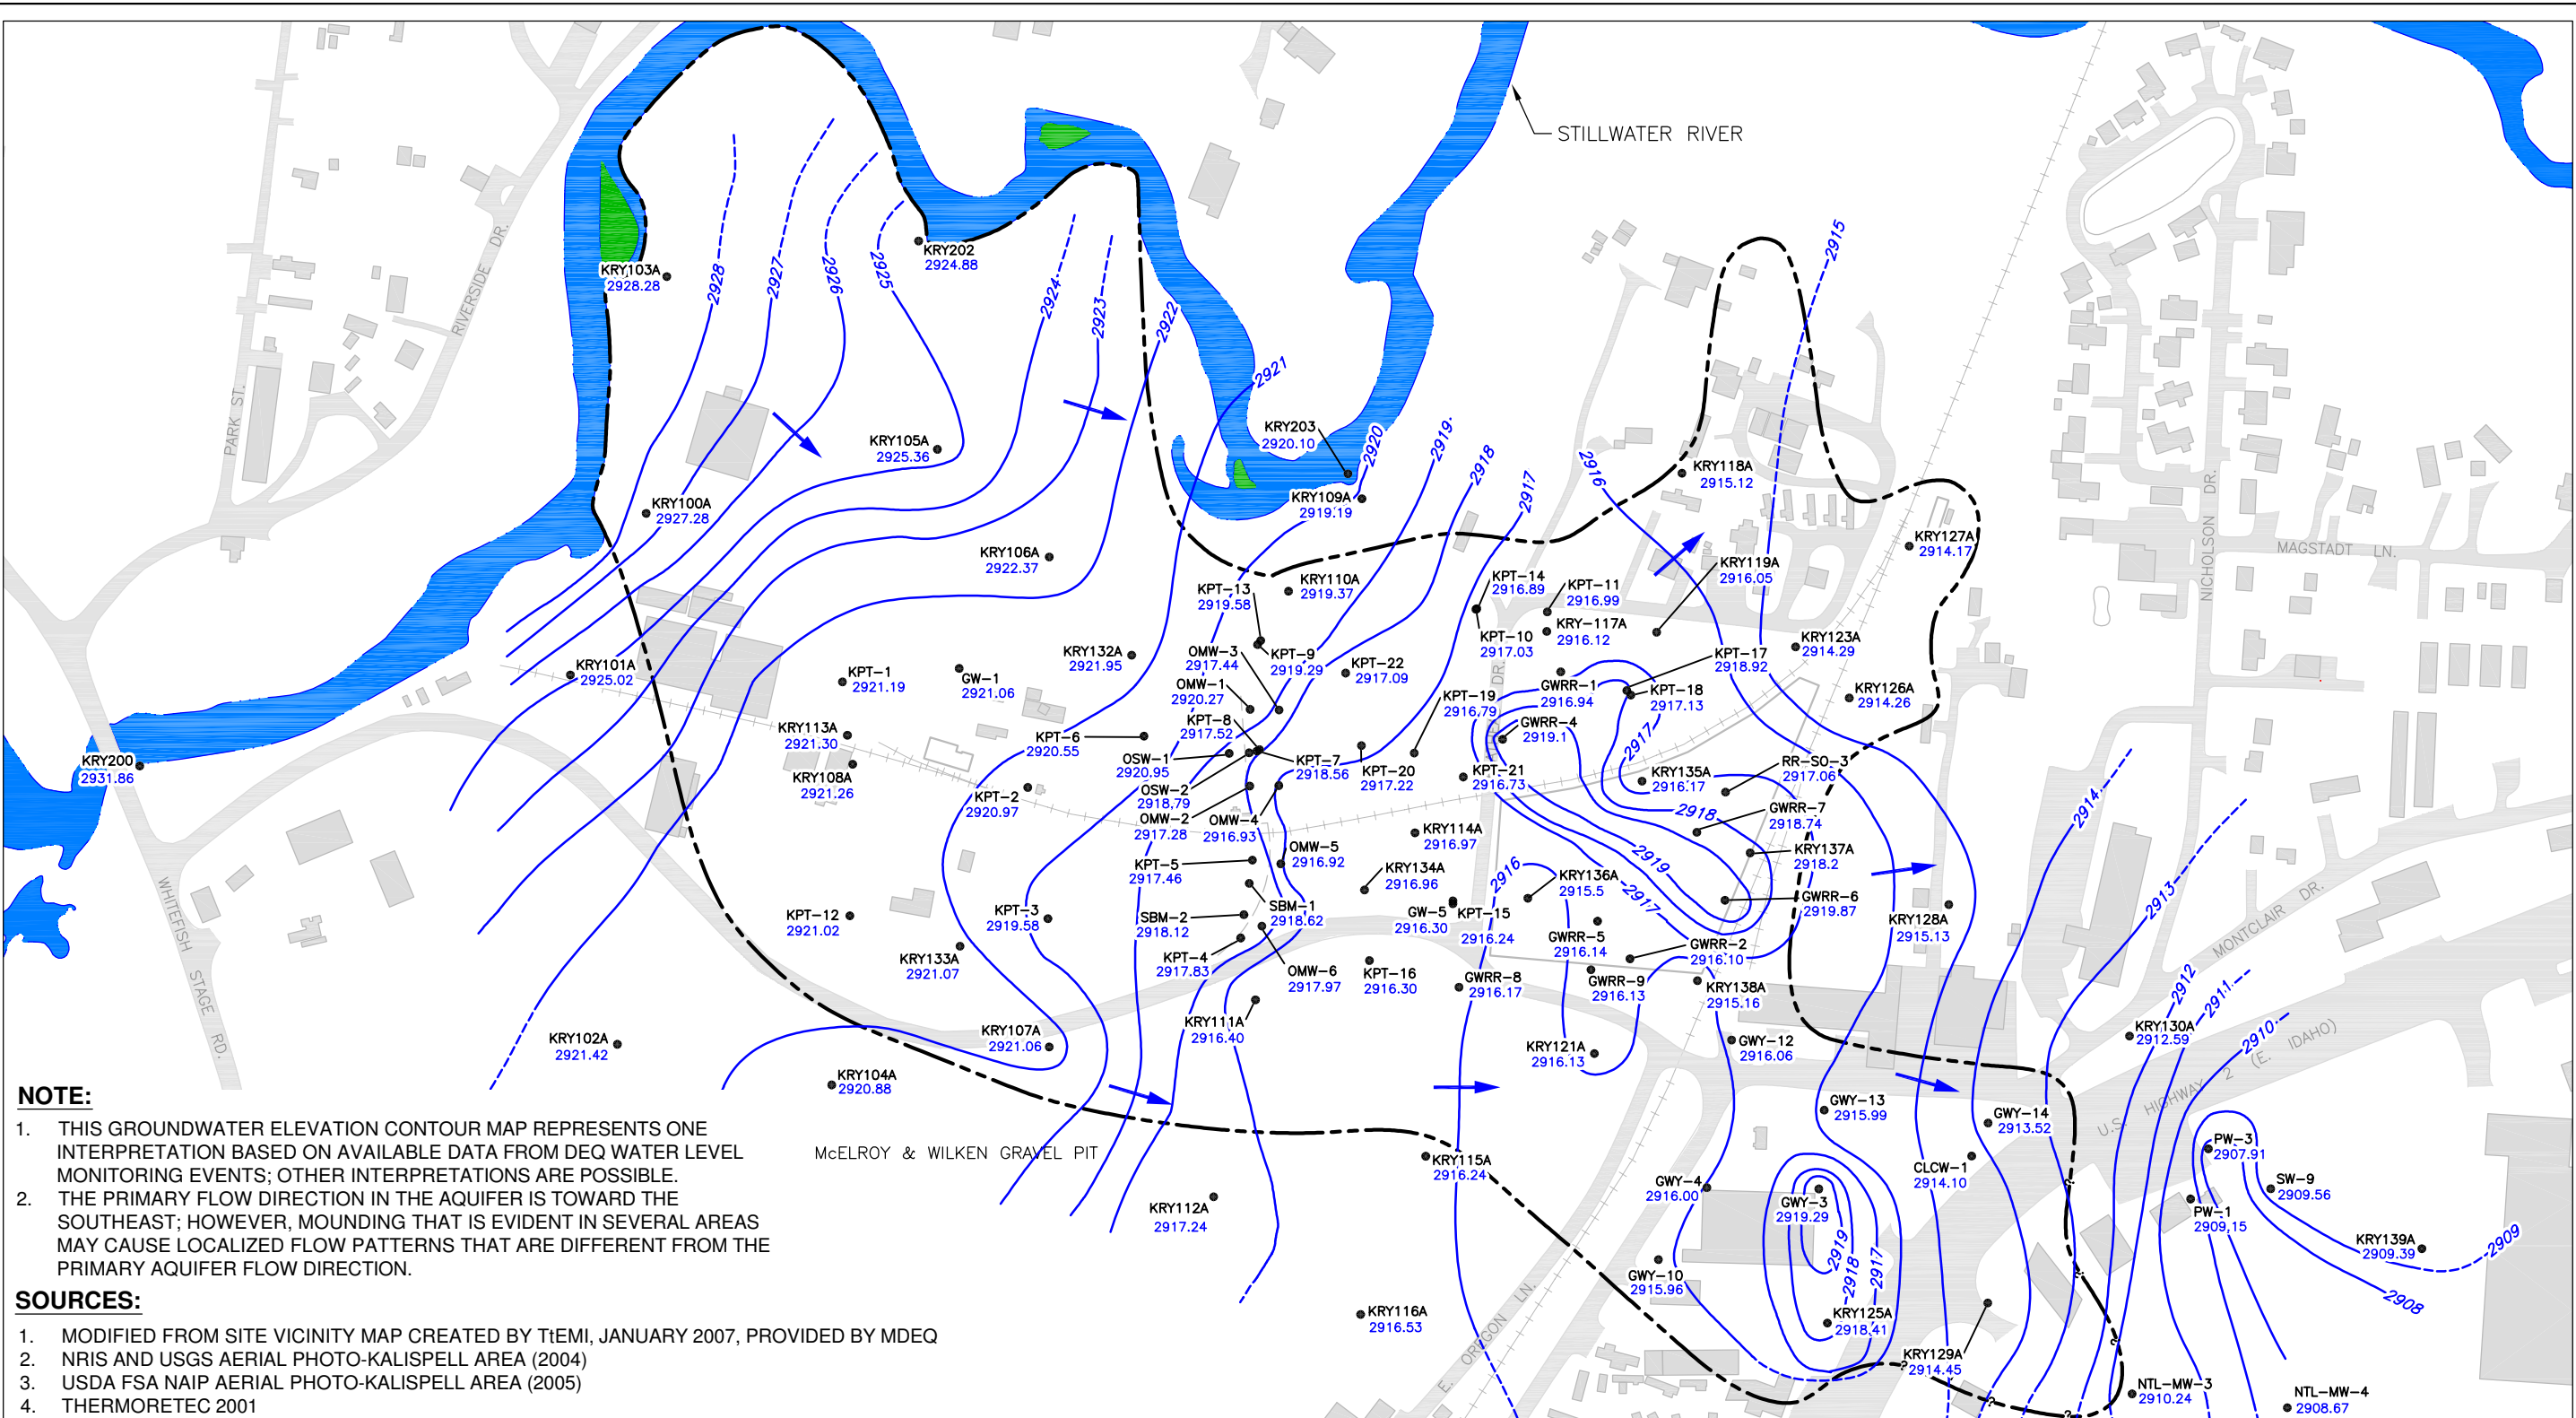 STILLWATER RIVER
RIVERSIDE DR.
PARK ST.
WHITEFISH STAGE RD.
NICHOLSON DR.
MAGSTADT LN.
MONTCLAIR DR.
U.S. HIGHWAY 2 (E. IDAHO)
E. OREGON LN.
DR.
McELROY & WILKEN GRAVEL PIT
2928
2927
2926
2925
2924
2923
2922
2921
2920
2919
2918
2917
2916
2915
KRY202
2924.88
KRY103A
2928.28
KRY105A
2925.36
KRY203
2920.10
KRY109A
2919.19
KRY118A
2915.12
KRY100A
2927.28
KRY127A
2914.17
KRY106A
2922.37
KRY119A
2916.05
KPT-14
2916.89
KPT-11
2916.99
KRY110A
2919.37
KPT-13
2919.58
KRY-117A
2916.12
KPT-10
2917.03
KRY123A
2914.29
KRY132A
2921.95
OMW-3
2917.44
KPT-9
2919.29
KPT-17
2918.92
KRY101A
2925.02
KPT-1
2921.19
GW-1
2921.06
KPT-22
2917.09
OMW-1
2920.27
KPT-19
2916.79
GWRR-1
2916.94
KPT-18
2917.13
KRY126A
2914.26
KPT-8
2917.52
GWRR-4
2919.1
KRY113A
2921.30
KPT-6
2920.55
2917
KRY200
2931.86
OSW-1
2920.95
KPT-7
2918.56
KPT-20
2917.22
KPT-21
2916.73
RR-SO-3
2917.06
KRY135A
2916.17
KRY108A
2921.26
KPT-2
2920.97
OSW-2
2918.79
2918
GWRR-7
2918.74
2914
2913
OMW-2
2917.28
OMW-4
2916.93
KRY114A
2916.97
OMW-5
2916.92
2919
KRY137A
2918.2
KPT-5
2917.46
KRY134A
2916.96
2916
KRY136A
2915.5
2917
GWRR-6
2919.87
KRY128A
2915.13
KPT-12
2921.02
KPT-3
2919.58
SBM-2
2918.12
SBM-1
2918.62
GW-5
2916.30
KPT-15
2916.24
GWRR-5
2916.14
GWRR-2
2916.10
KRY133A
2921.07
KPT-4
2917.83
OMW-6
2917.97
KPT-16
2916.30
GWRR-8
2916.17
GWRR-9
2916.13
KRY138A
2915.16
2912
2911
2910
KRY111A
2916.40
KRY107A
2921.06
KRY102A
2921.42
KRY121A
2916.13
GWY-12
2916.06
KRY130A
2912.59
KRY104A
2920.88
GWY-13
2915.99
GWY-14
2913.52
PW-3
2907.91
KRY115A
2916.24
CLCW-1
2914.10
GWY-4
2916.00
GWY-3
2919.29
SW-9
2909.56
PW-1
2909.15
KRY112A
2917.24
2919
2918
2917
KRY139A
2909.39
2909
2908
GWY-10
2915.96
KRY116A
2916.53
KRY125A
2918.41
KRY129A
2914.45
NTL-MW-3
2910.24
NTL-MW-4
2908.67
?
?
?
?
?
?
?
NOTE:
1. THIS GROUNDWATER ELEVATION CONTOUR MAP REPRESENTS ONE
INTERPRETATION BASED ON AVAILABLE DATA FROM DEQ WATER LEVEL
MONITORING EVENTS; OTHER INTERPRETATIONS ARE POSSIBLE.
2. THE PRIMARY FLOW DIRECTION IN THE AQUIFER IS TOWARD THE
SOUTHEAST; HOWEVER, MOUNDING THAT IS EVIDENT IN SEVERAL AREAS
MAY CAUSE LOCALIZED FLOW PATTERNS THAT ARE DIFFERENT FROM THE
PRIMARY AQUIFER FLOW DIRECTION.
SOURCES:
1. MODIFIED FROM SITE VICINITY MAP CREATED BY TtEMI, JANUARY 2007, PROVIDED BY MDEQ
2. NRIS AND USGS AERIAL PHOTO-KALISPELL AREA (2004)
3. USDA FSA NAIP AERIAL PHOTO-KALISPELL AREA (2005)
4. THERMORETEC 2001